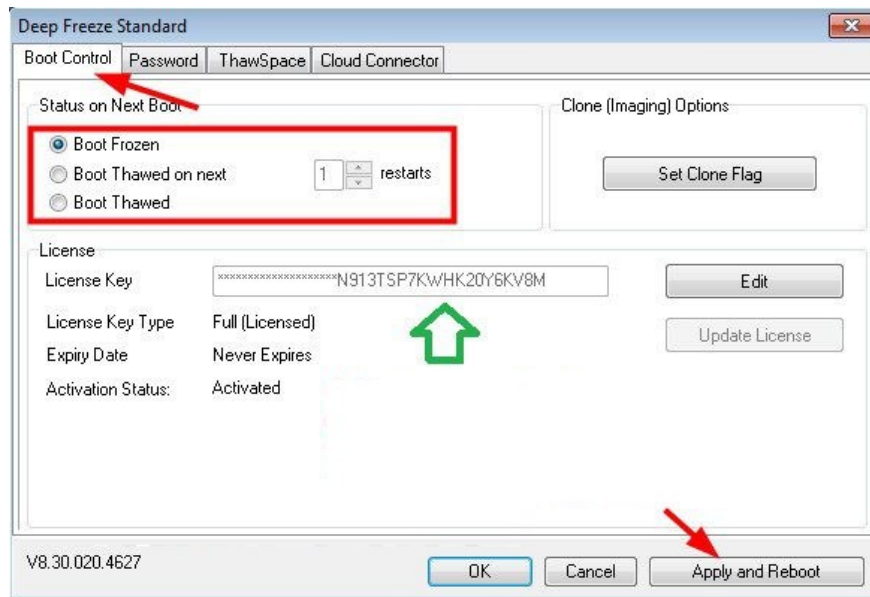 Deep Freeze Standard
Boot Control Password ThawSpace Cloud Connector
Status on Next Boot Clone (Imaging) Options
Boot Frozen
Boot Thawed on next 1 restarts Set Clone Flag
Boot Thawed
License
License Key ********************N913TSP7KWHK20Y6KV8M Edit
License Key Type Full (Licensed) Update License
Expiry Date Never Expires
Activation Status: Activated
V8.30.020.4627 OK Cancel Apply and Reboot